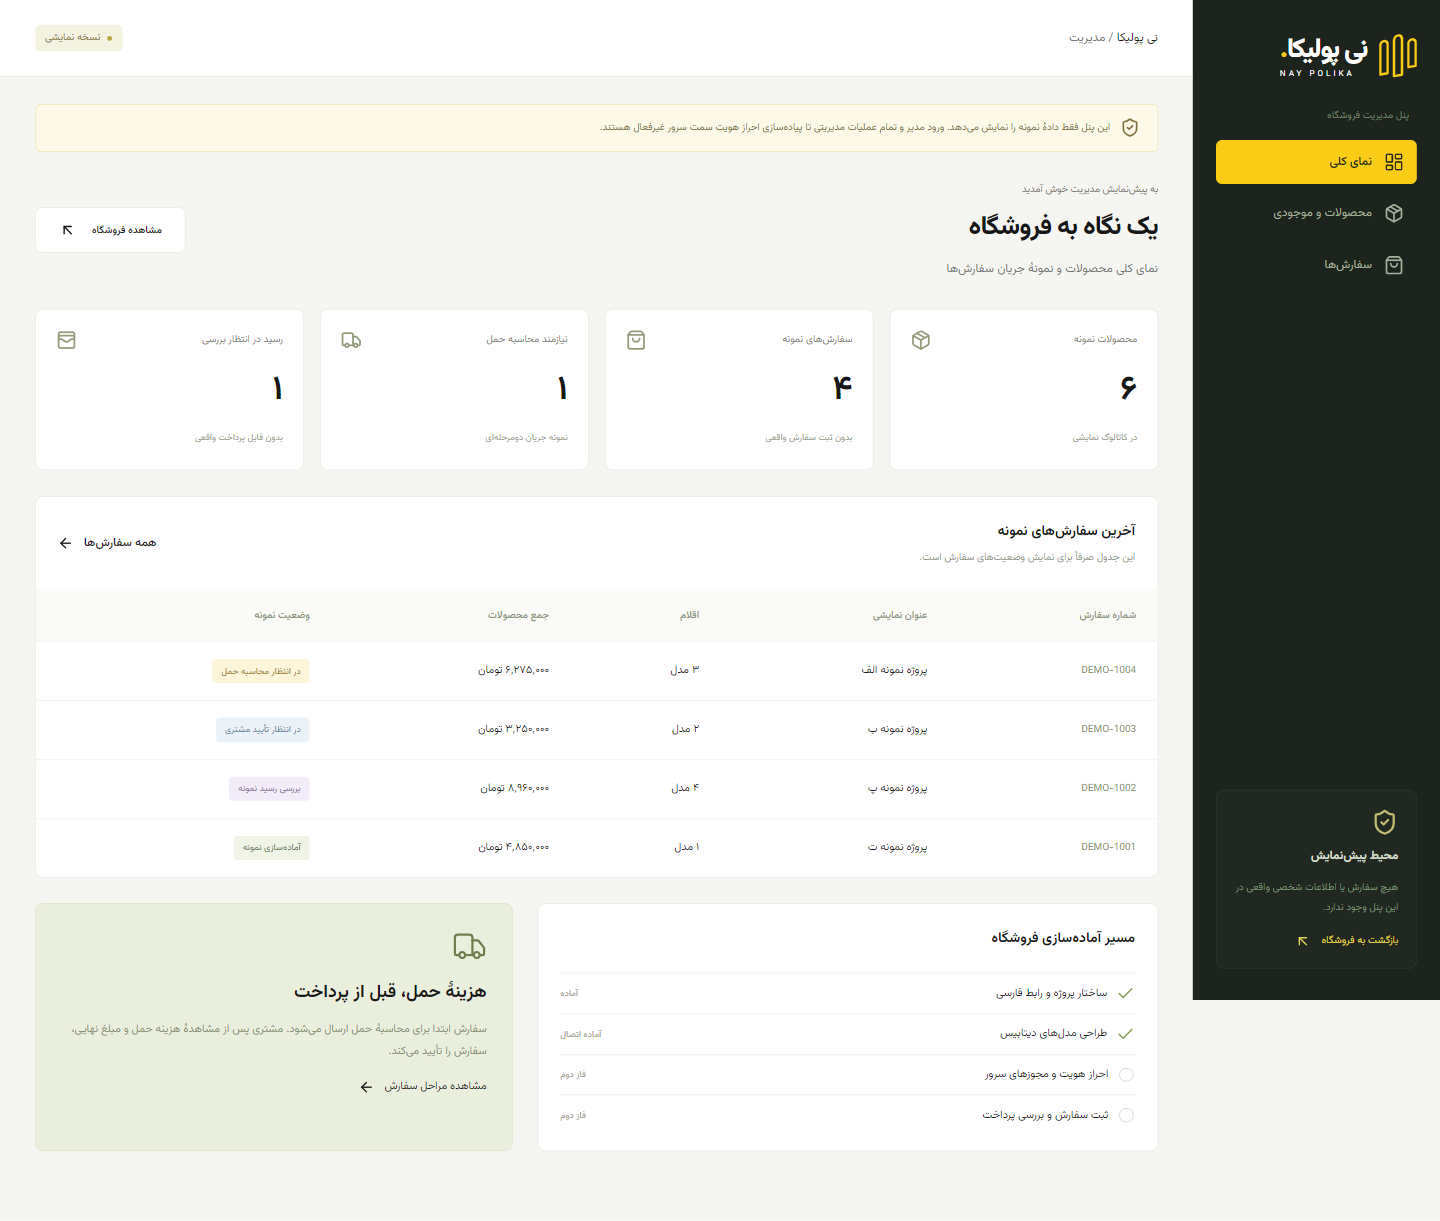 نی پولیکا.
NAY POLIKA
پنل مدیریت فروشگاه
نمای کلی
محصولات و موجودی
سفارش‌ها
محیط پیش‌نمایش
هیچ سفارش یا اطلاعات شخصی واقعی در
این پنل وجود ندارد.
بازگشت به فروشگاه
نی پولیکا / مدیریت
نسخه نمایشی
این پنل فقط دادهٔ نمونه را نمایش می‌دهد. ورود مدیر و تمام عملیات مدیریتی تا پیاده‌سازی احراز هویت سمت سرور غیرفعال هستند.
به پیش‌نمایش مدیریت خوش آمدید
یک نگاه به فروشگاه
نمای کلی محصولات و نمونهٔ جریان سفارش‌ها
مشاهده فروشگاه
محصولات نمونه
۶
در کاتالوگ نمایشی
سفارش‌های نمونه
۴
بدون ثبت سفارش واقعی
نیازمند محاسبه حمل
۱
نمونه جریان دومرحله‌ای
رسید در انتظار بررسی
۱
بدون فایل پرداخت واقعی
آخرین سفارش‌های نمونه
این جدول صرفاً برای نمایش وضعیت‌های سفارش است.
همه سفارش‌ها
شماره سفارش عنوان نمایشی اقلام جمع محصولات وضعیت نمونه
DEMO-1004 پروژه نمونه الف ۳ مدل ۶,۲۷۵,۰۰۰ تومان در انتظار محاسبه حمل
DEMO-1003 پروژه نمونه ب ۲ مدل ۳,۲۵۰,۰۰۰ تومان در انتظار تأیید مشتری
DEMO-1002 پروژه نمونه پ ۴ مدل ۸,۹۶۰,۰۰۰ تومان بررسی رسید نمونه
DEMO-1001 پروژه نمونه ت ۱ مدل ۴,۸۵۰,۰۰۰ تومان آماده‌سازی نمونه
مسیر آماده‌سازی فروشگاه
ساختار پروژه و رابط فارسی آماده
طراحی مدل‌های دیتابیس آماده اتصال
احراز هویت و مجوزهای سرور فاز دوم
ثبت سفارش و بررسی پرداخت فاز دوم
هزینهٔ حمل، قبل از پرداخت
سفارش ابتدا برای محاسبهٔ حمل ارسال می‌شود. مشتری پس از مشاهدهٔ هزینه حمل و مبلغ نهایی،
سفارش را تأیید می‌کند.
مشاهده مراحل سفارش